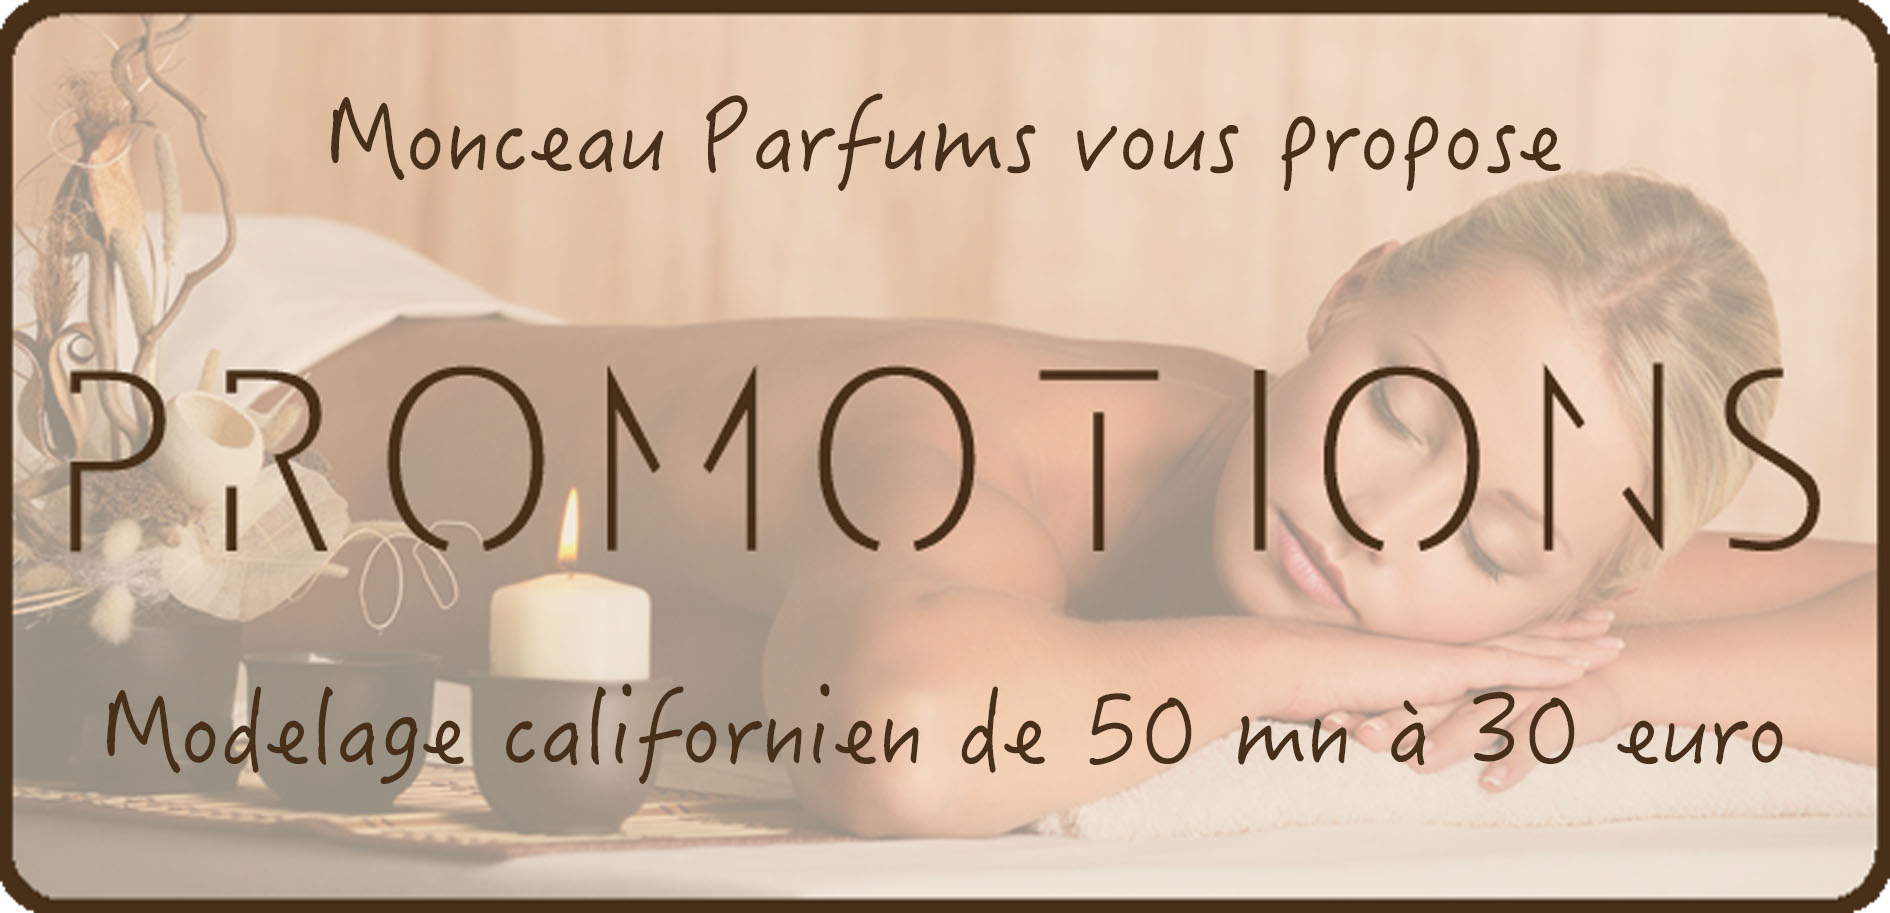 Monceau Parfums vous propose
PROMOTIONS
Modelage californien de 50 mn à 30 euro